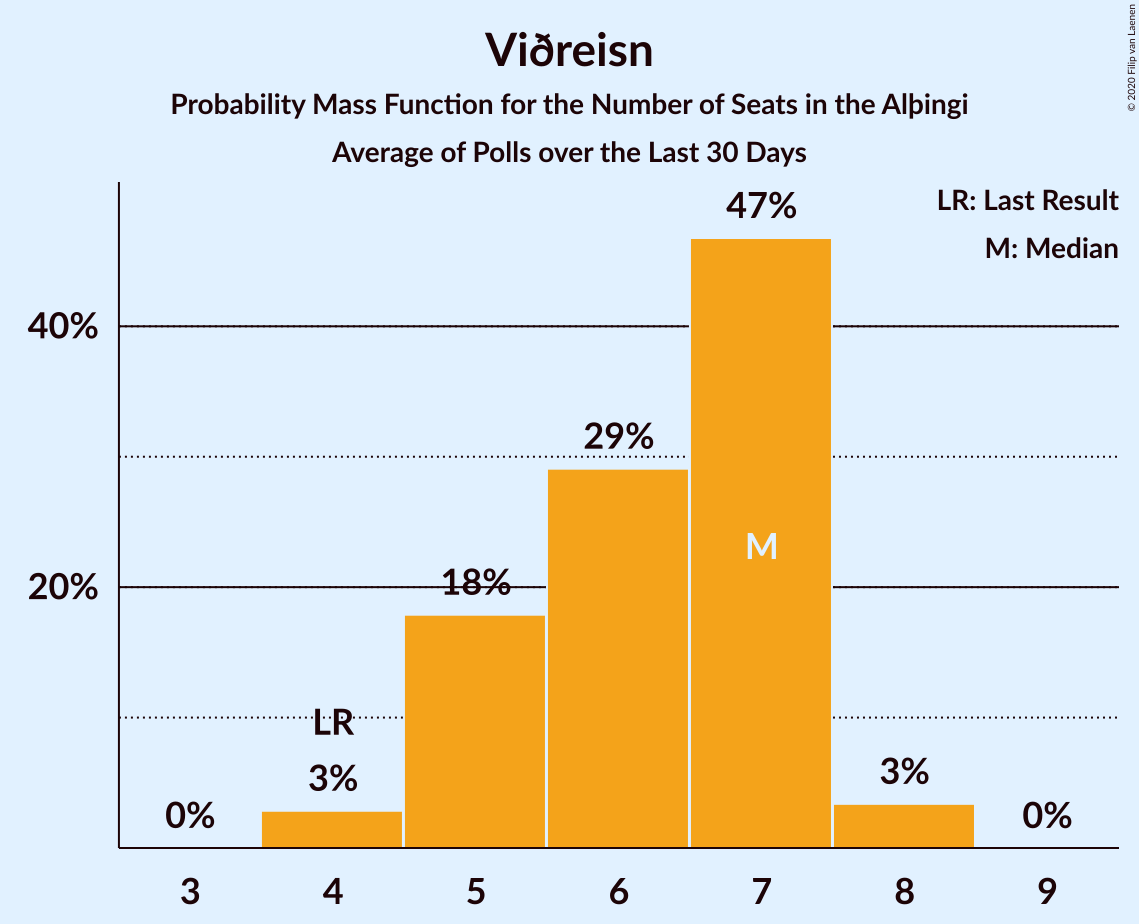 Viðreisn
Probability Mass Function for the Number of Seats in the Alþingi
Average of Polls over the Last 30 Days
© 2020 Filip van Laenen
LR: Last Result
M: Median
47%
40%
29%
M
20%
18%
LR
3%
3%
0%
0%
3 4 5 6 7 8 9